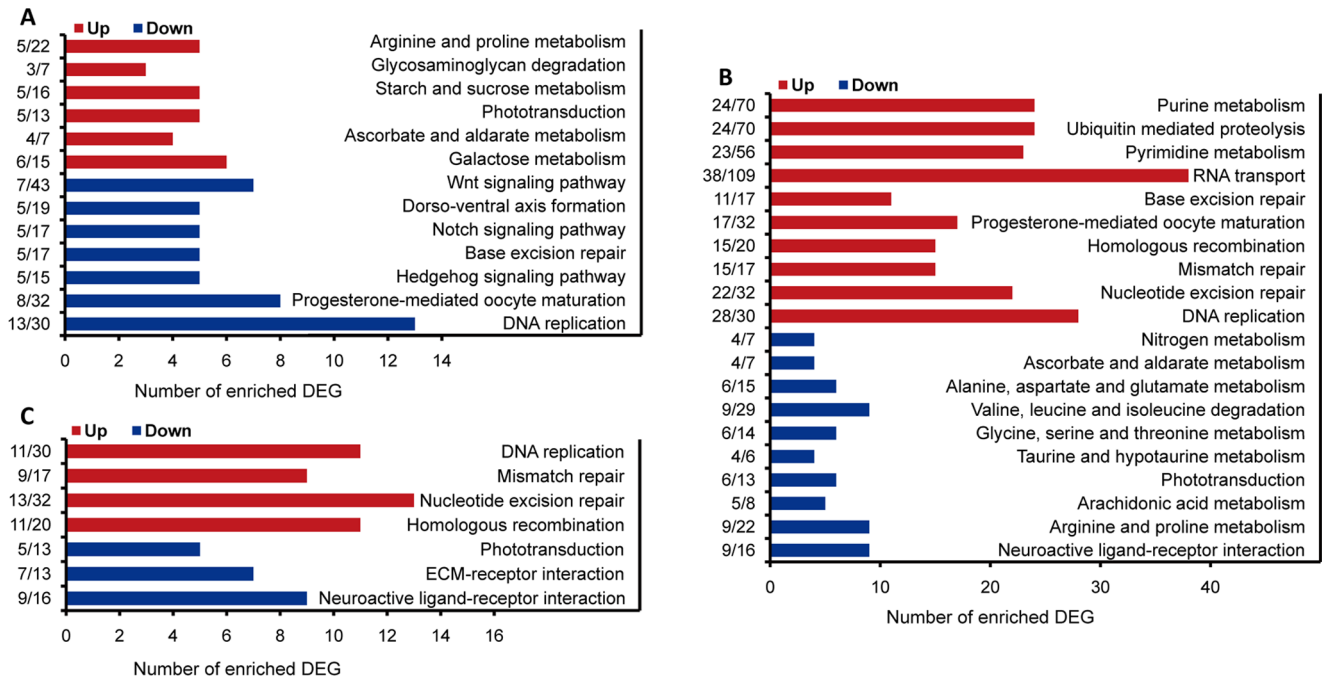 A
Up Down
5/22 Arginine and proline metabolism
3/7 Glycosaminoglycan degradation
5/16 Starch and sucrose metabolism
5/13 Phototransduction
4/7 Ascorbate and aldarate metabolism
6/15 Galactose metabolism
7/43 Wnt signaling pathway
5/19 Dorso-ventral axis formation
5/17 Notch signaling pathway
5/17 Base excision repair
5/15 Hedgehog signaling pathway
8/32 Progesterone-mediated oocyte maturation
13/30 DNA replication
0 2 4 6 8 10 12 14
Number of enriched DEG
B
Up Down
24/70 Purine metabolism
24/70 Ubiquitin mediated proteolysis
23/56 Pyrimidine metabolism
38/109 RNA transport
11/17 Base excision repair
17/32 Progesterone-mediated oocyte maturation
15/20 Homologous recombination
15/17 Mismatch repair
22/32 Nucleotide excision repair
28/30 DNA replication
4/7 Nitrogen metabolism
4/7 Ascorbate and aldarate metabolism
6/15 Alanine, aspartate and glutamate metabolism
9/29 Valine, leucine and isoleucine degradation
6/14 Glycine, serine and threonine metabolism
4/6 Taurine and hypotaurine metabolism
6/13 Phototransduction
5/8 Arachidonic acid metabolism
9/22 Arginine and proline metabolism
9/16 Neuroactive ligand-receptor interaction
0 10 20 30 40
Number of enriched DEG
C
Up Down
11/30 DNA replication
9/17 Mismatch repair
13/32 Nucleotide excision repair
11/20 Homologous recombination
5/13 Phototransduction
7/13 ECM-receptor interaction
9/16 Neuroactive ligand-receptor interaction
0 2 4 6 8 10 12 14 16
Number of enriched DEG